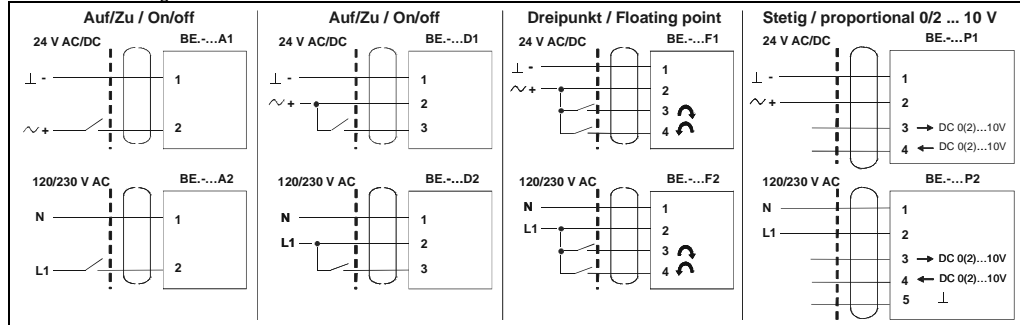 Auf/Zu / On/off
24 V AC/DC BE.-...A1
⊥ - 1
∿ + 2
120/230 V AC BE.-...A2
N 1
L1 2
Auf/Zu / On/off
24 V AC/DC BE.-...D1
⊥ - 1
∿ + 2
3
120/230 V AC BE.-...D2
N 1
L1 2
3
Dreipunkt / Floating point
24 V AC/DC BE.-...F1
⊥ - 1
∿ + 2
3
4
120/230 V AC BE.-...F2
N 1
L1 2
3
4
Stetig / proportional 0/2 ... 10 V
24 V AC/DC BE.-...P1
⊥ - 1
∿ + 2
3 → DC 0(2)...10V
4 ← DC 0(2)...10V
120/230 V AC BE.-...P2
N 1
L1 2
3 → DC 0(2)...10V
4 ← DC 0(2)...10V
5 ⊥